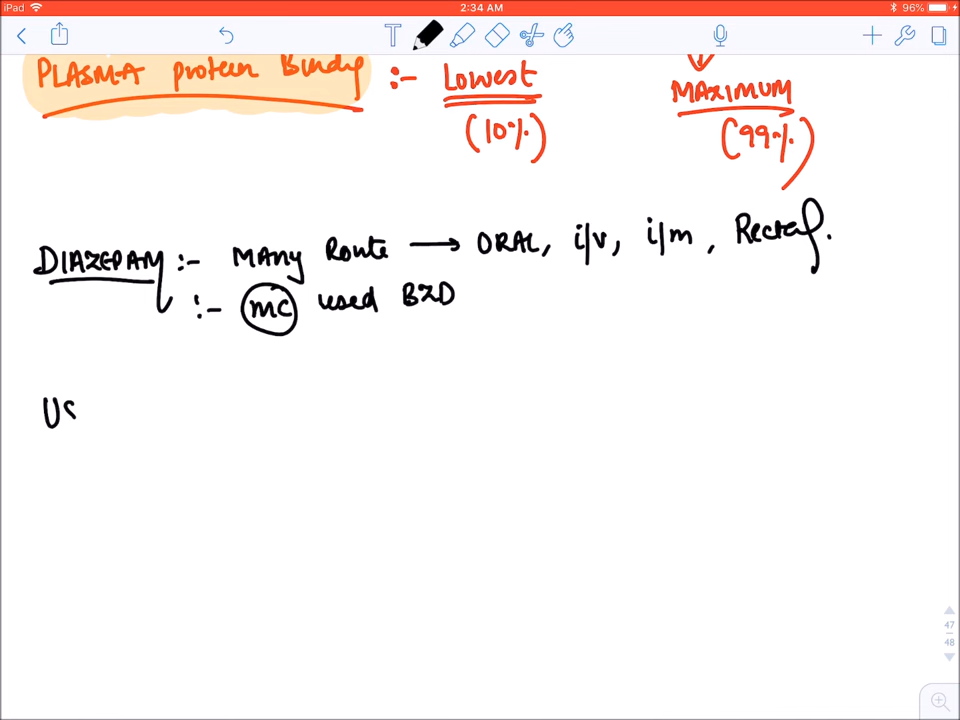 iPad 2:34 AM 96%
T
PLASMA protein Binding :- Lowest MAXIMUM
(10%) (99%)
DIAZEPAM :- MANy Route → ORAL, i/v, i/m, Rectal.
:- MC used BZD
US
47
48